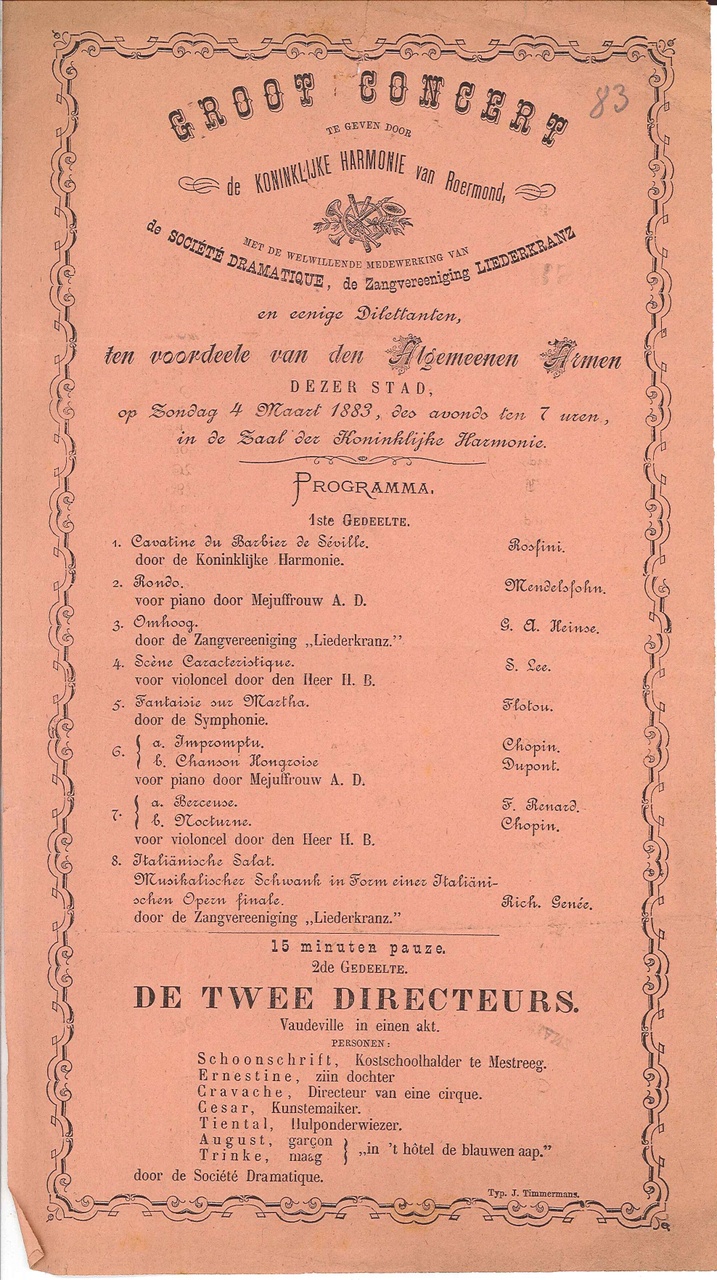 83
GROOT CONCERT
TE GEVEN DOOR
de KONINKLIJKE HARMONIE van Roermond,
MET DE WELWILLENDE MEDEWERKING VAN
de SOCIÉTÉ DRAMATIQUE, de Zangvereeniging LIEDERKRANZ
en eenige Dilettanten,
ten voordeele van den Algemeenen Armen
DEZER STAD,
op Zondag 4 Maart 1883, des avonds ten 7 uren,
in de Zaal der Koninklijke Harmonie.
PROGRAMMA.
1ste GEDEELTE.
1. Cavatine du Barbier de Séville. Rossini.
door de Koninklijke Harmonie.
2. Rondo. Mendelsohn.
voor piano door Mejuffrouw A. D.
3. Omhoog. G. A. Heinse.
door de Zangvereeniging „Liederkranz.”
4. Scène Caracteristique. S. Lee.
voor violoncel door den Heer H. B.
5. Fantaisie sur Martha. Flotou.
door de Symphonie.
6. { a. Impromptu. Chopin.
b. Chanson Hongroise Dupont.
voor piano door Mejuffrouw A. D.
7. { a. Berceuse. F. Renard.
b. Nocturne. Chopin.
voor violoncel door den Heer H. B.
8. Italiänische Salat.
Musikalischer Schwank in Form einer Italiäni-
schen Opern finale. Rich. Genée.
door de Zangvereeniging „Liederkranz.”
15 minuten pauze.
2de GEDEELTE.
DE TWEE DIRECTEURS.
Vaudeville in einen akt.
PERSONEN:
Schoonschrift, Kostschoolhalder te Mestreeg.
Ernestine, ziin dochter
Gravache, Directeur van eine cirque.
Cesar, Kunstemaiker.
Tiental, Hulponderwiezer.
August, garçon
Trinke, maag } „in 't hôtel de blauwen aap.”
door de Société Dramatique.
Typ. J. Timmermans.